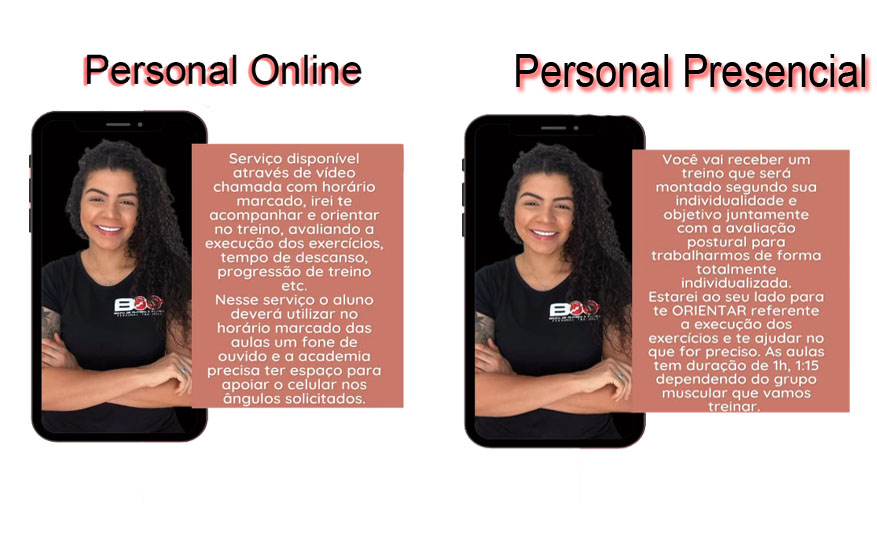 Personal Online
Serviço disponível
através de vídeo
chamada com horário
marcado, irei te
acompanhar e orientar
no treino, avaliando a
execução dos exercícios,
tempo de descanso,
progressão de treino
etc.
Nesse serviço o aluno
deverá utilizar no
horário marcado das
aulas um fone de
ouvido e a academia
precisa ter espaço para
apoiar o celular nos
ângulos solicitados.
Personal Presencial
Você vai receber um
treino que será
montado segundo sua
individualidade e
objetivo juntamente
com a avaliação
postural para
trabalharmos de forma
totalmente
individualizada.
Estarei ao seu lado para
te ORIENTAR referente
a execução dos
exercícios e te ajudar no
que for preciso. As aulas
tem duração de 1h, 1:15
dependendo do grupo
muscular que vamos
treinar.